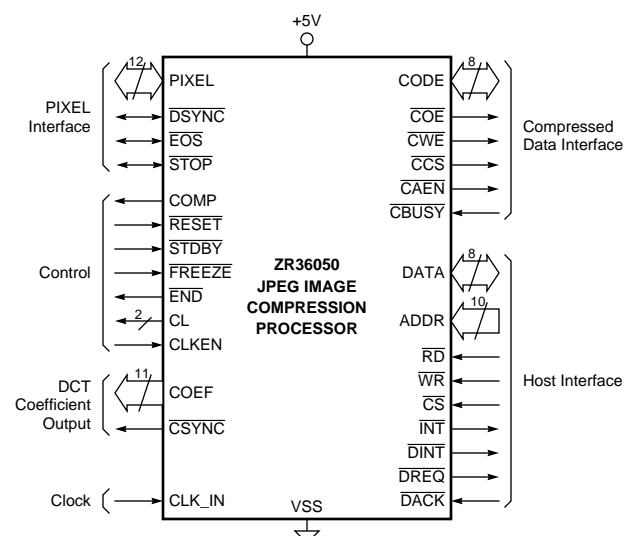 +5V
12
PIXEL
DSYNC
EOS
STOP
PIXEL
Interface
COMP
RESET
STDBY
FREEZE
END
2
CL
CLKEN
Control
11
COEF
CSYNC
DCT
Coefficient
Output
Clock
CLK_IN
ZR36050
JPEG IMAGE
COMPRESSION
PROCESSOR
VSS
CODE
8
COE
CWE
CCS
CAEN
CBUSY
Compressed
Data Interface
DATA
8
ADDR
10
RD
WR
CS
INT
DINT
DREQ
DACK
Host Interface